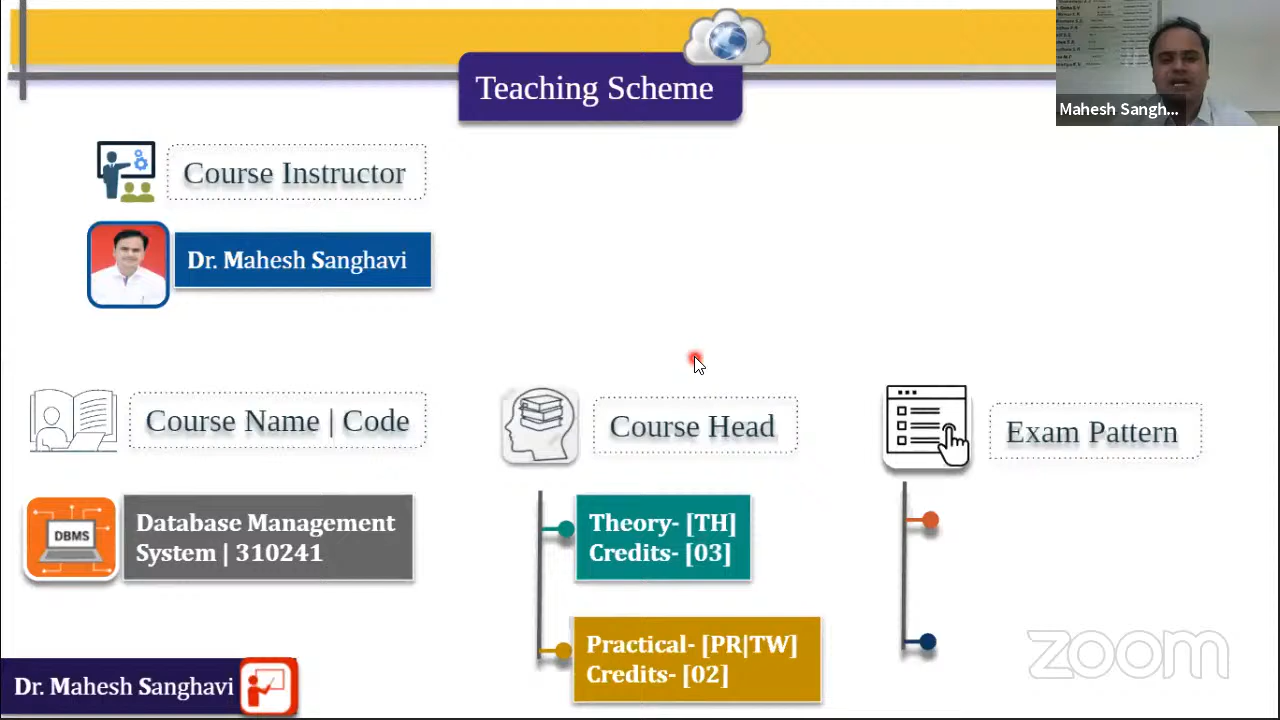 Teaching Scheme
Mahesh Sangh...
Course Instructor
Dr. Mahesh Sanghavi
Course Name | Code
Course Head
Exam Pattern
DBMS
Database Management
System | 310241
Theory- [TH]
Credits- [03]
Practical- [PR|TW]
Credits- [02]
Dr. Mahesh Sanghavi
zoom